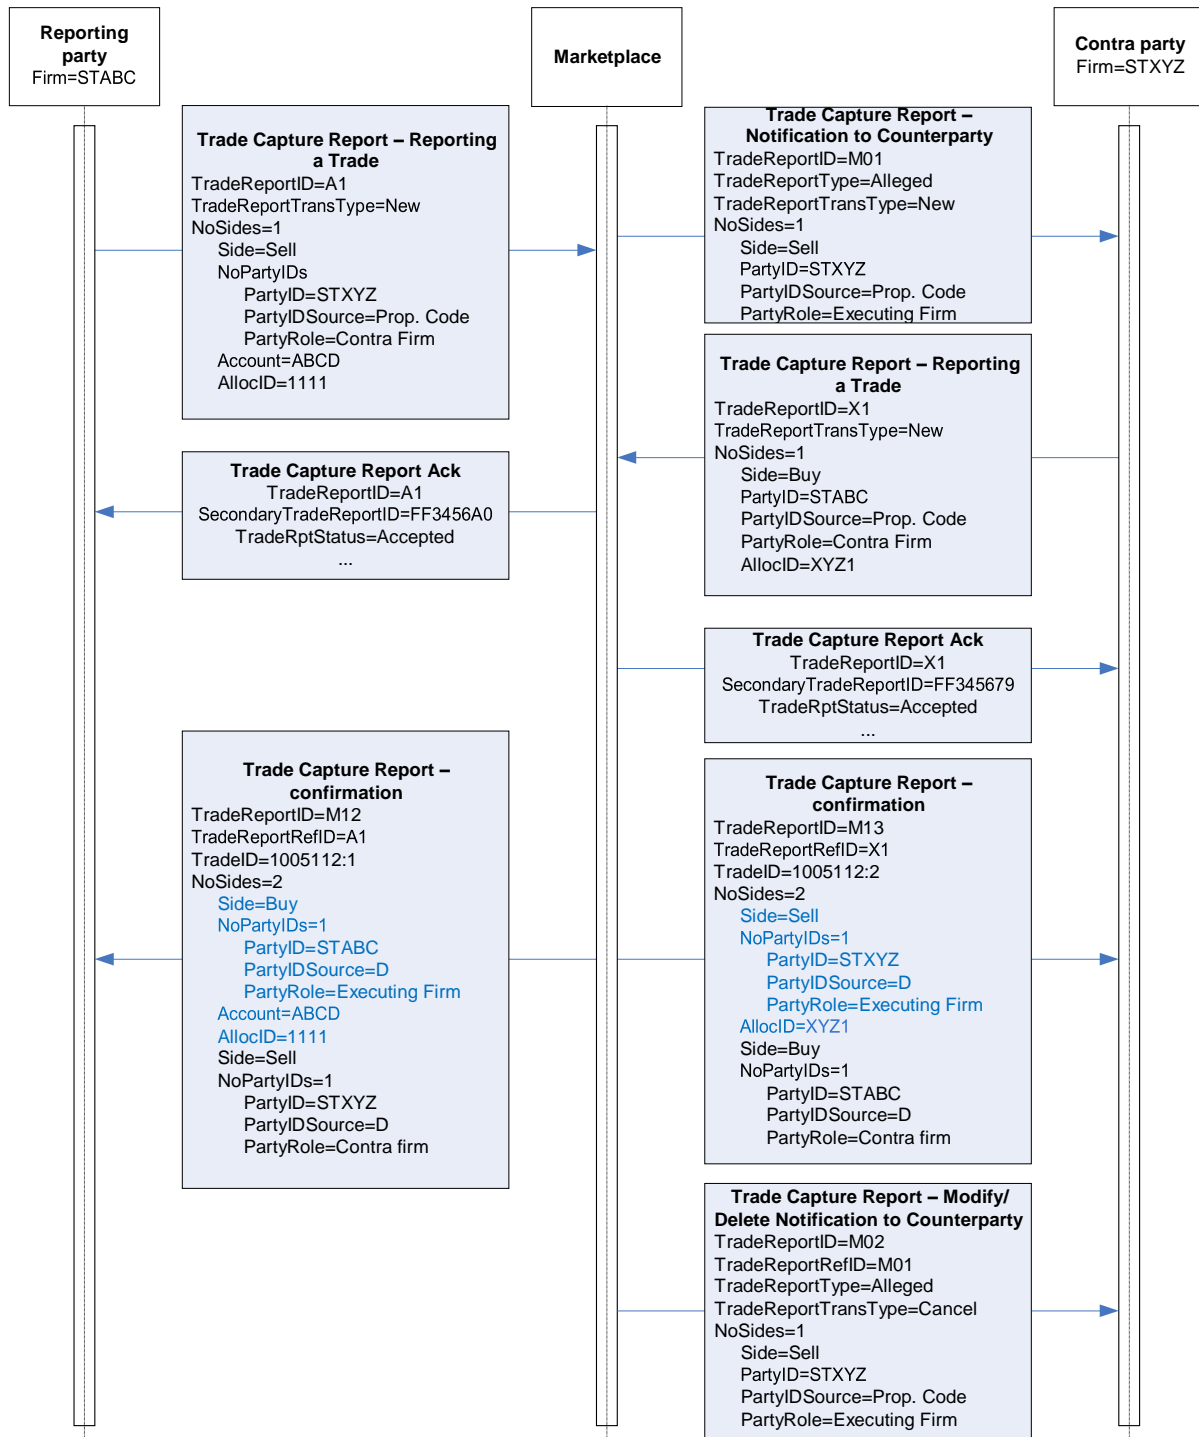 Reporting
party
Firm=STABC
Marketplace
Contra party
Firm=STXYZ
Trade Capture Report – Reporting
a Trade
TradeReportID=A1
TradeReportTransType=New
NoSides=1
Side=Sell
NoPartyIDs
PartyID=STXYZ
PartyIDSource=Prop. Code
PartyRole=Contra Firm
Account=ABCD
AllocID=1111
Trade Capture Report –
Notification to Counterparty
TradeReportID=M01
TradeReportType=Alleged
TradeReportTransType=New
NoSides=1
Side=Sell
PartyID=STXYZ
PartyIDSource=Prop. Code
PartyRole=Executing Firm
Trade Capture Report – Reporting
a Trade
TradeReportID=X1
TradeReportTransType=New
NoSides=1
Side=Buy
PartyID=STABC
PartyIDSource=Prop. Code
PartyRole=Contra Firm
AllocID=XYZ1
Trade Capture Report Ack
TradeReportID=A1
SecondaryTradeReportID=FF3456A0
TradeRptStatus=Accepted
...
Trade Capture Report Ack
TradeReportID=X1
SecondaryTradeReportID=FF345679
TradeRptStatus=Accepted
...
Trade Capture Report –
confirmation
TradeReportID=M12
TradeReportRefID=A1
TradeID=1005112:1
NoSides=2
Side=Buy
NoPartyIDs=1
PartyID=STABC
PartyIDSource=D
PartyRole=Executing Firm
Account=ABCD
AllocID=1111
Side=Sell
NoPartyIDs=1
PartyID=STXYZ
PartyIDSource=D
PartyRole=Contra firm
Trade Capture Report –
confirmation
TradeReportID=M13
TradeReportRefID=X1
TradeID=1005112:2
NoSides=2
Side=Sell
NoPartyIDs=1
PartyID=STXYZ
PartyIDSource=D
PartyRole=Executing Firm
AllocID=XYZ1
Side=Buy
NoPartyIDs=1
PartyID=STABC
PartyIDSource=D
PartyRole=Contra firm
Trade Capture Report – Modify/
Delete Notification to Counterparty
TradeReportID=M02
TradeReportRefID=M01
TradeReportType=Alleged
TradeReportTransType=Cancel
NoSides=1
Side=Sell
PartyID=STXYZ
PartyIDSource=Prop. Code
PartyRole=Executing Firm